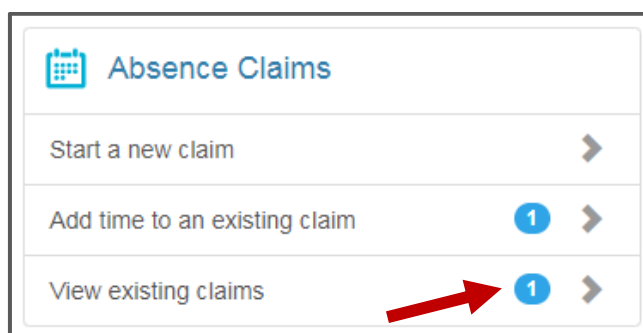 Absence Claims
Start a new claim
Add time to an existing claim 1
View existing claims 1